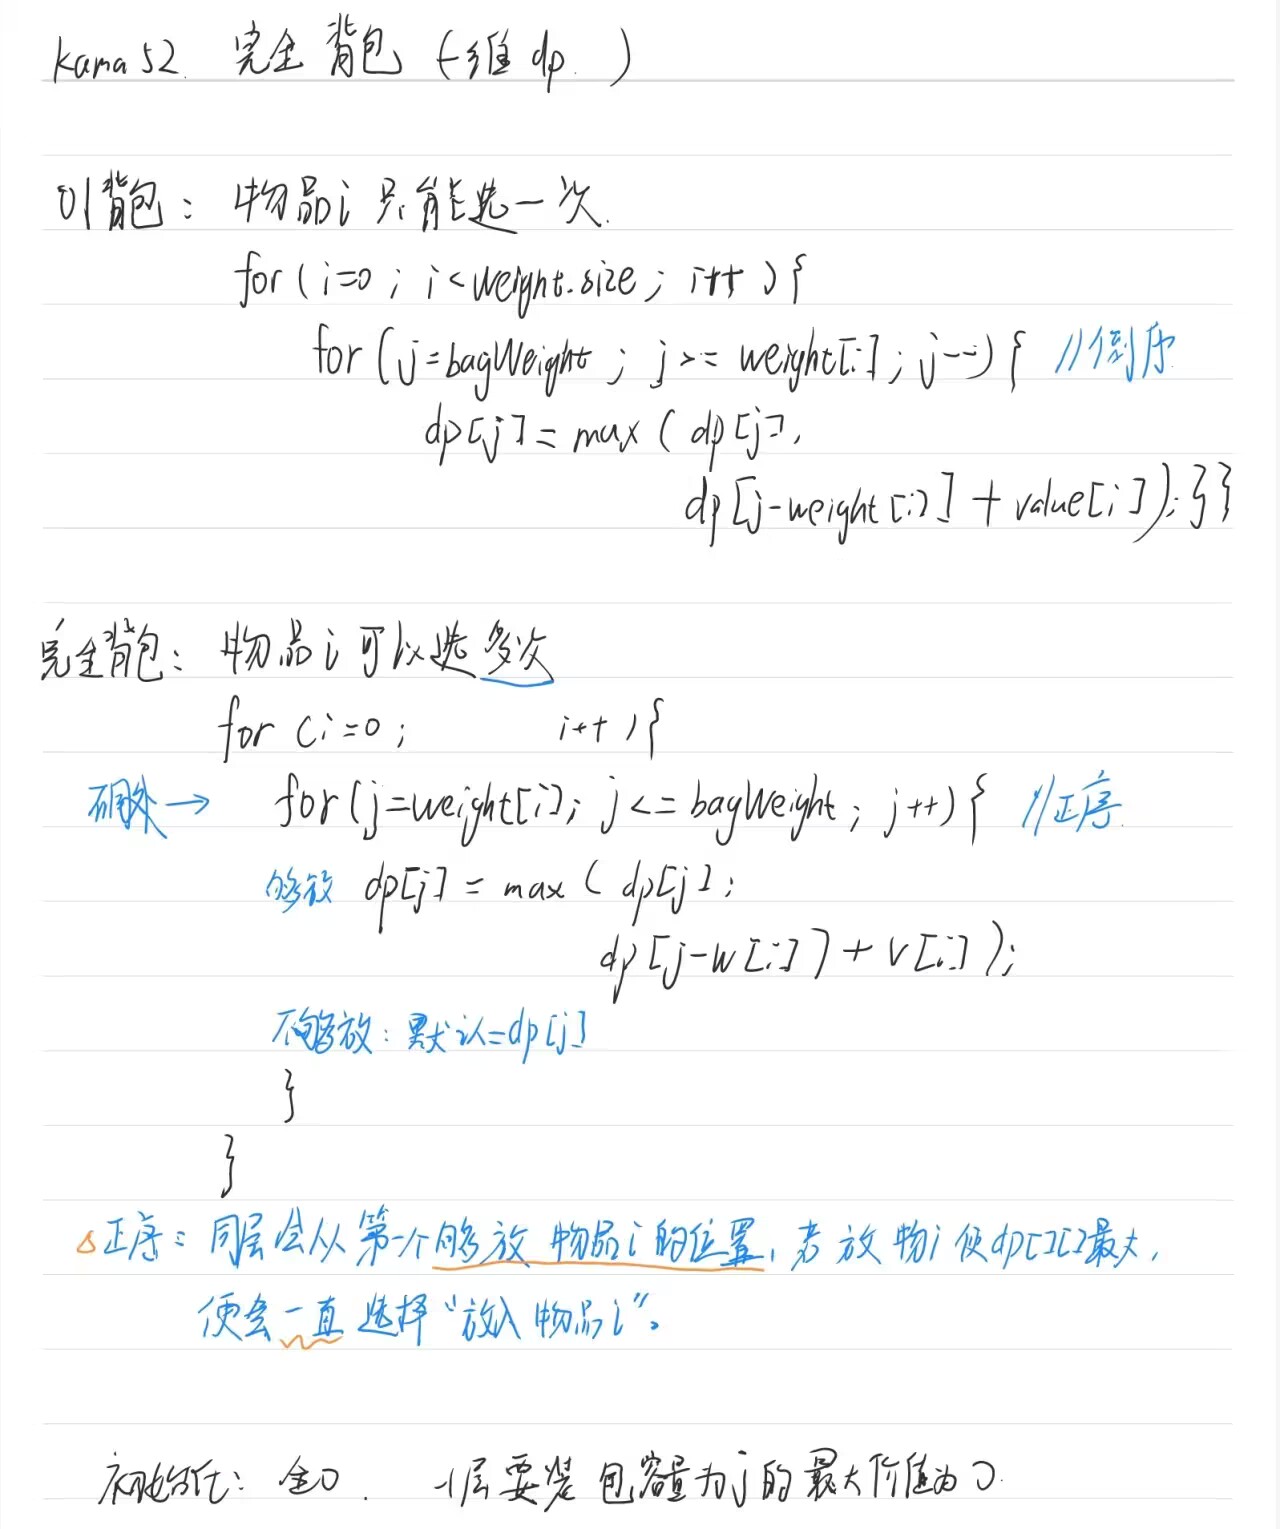 kama 52. 完全背包 (一维 dp.)
01背包: 物品i 只能选一次.
for (i=0 ; i<weight.size ; i++ ){
for (j=bagWeight ; j>= weight[i] ; j--) { //倒序
dp[j] = max ( dp[j],
dp[j-weight[i]] + value[i]);}}
完全背包: 物品i可以选多次
for (i=0 ; i++ ){
不同处→ for(j=weight[i]; j<=bagWeight ; j++){ //正序.
够放 dp[j] = max ( dp[j];
dp[j-w[i]] + v[i]);
不够放: 默认=dp[j]
}
}
△正序: 同层会从第一个够放物品i的位置, 若放物i使dp[][]最大,
便会一直选择“放入物品i”。
初始化: 全0. -1层要装包容量为j的最大价值为0.